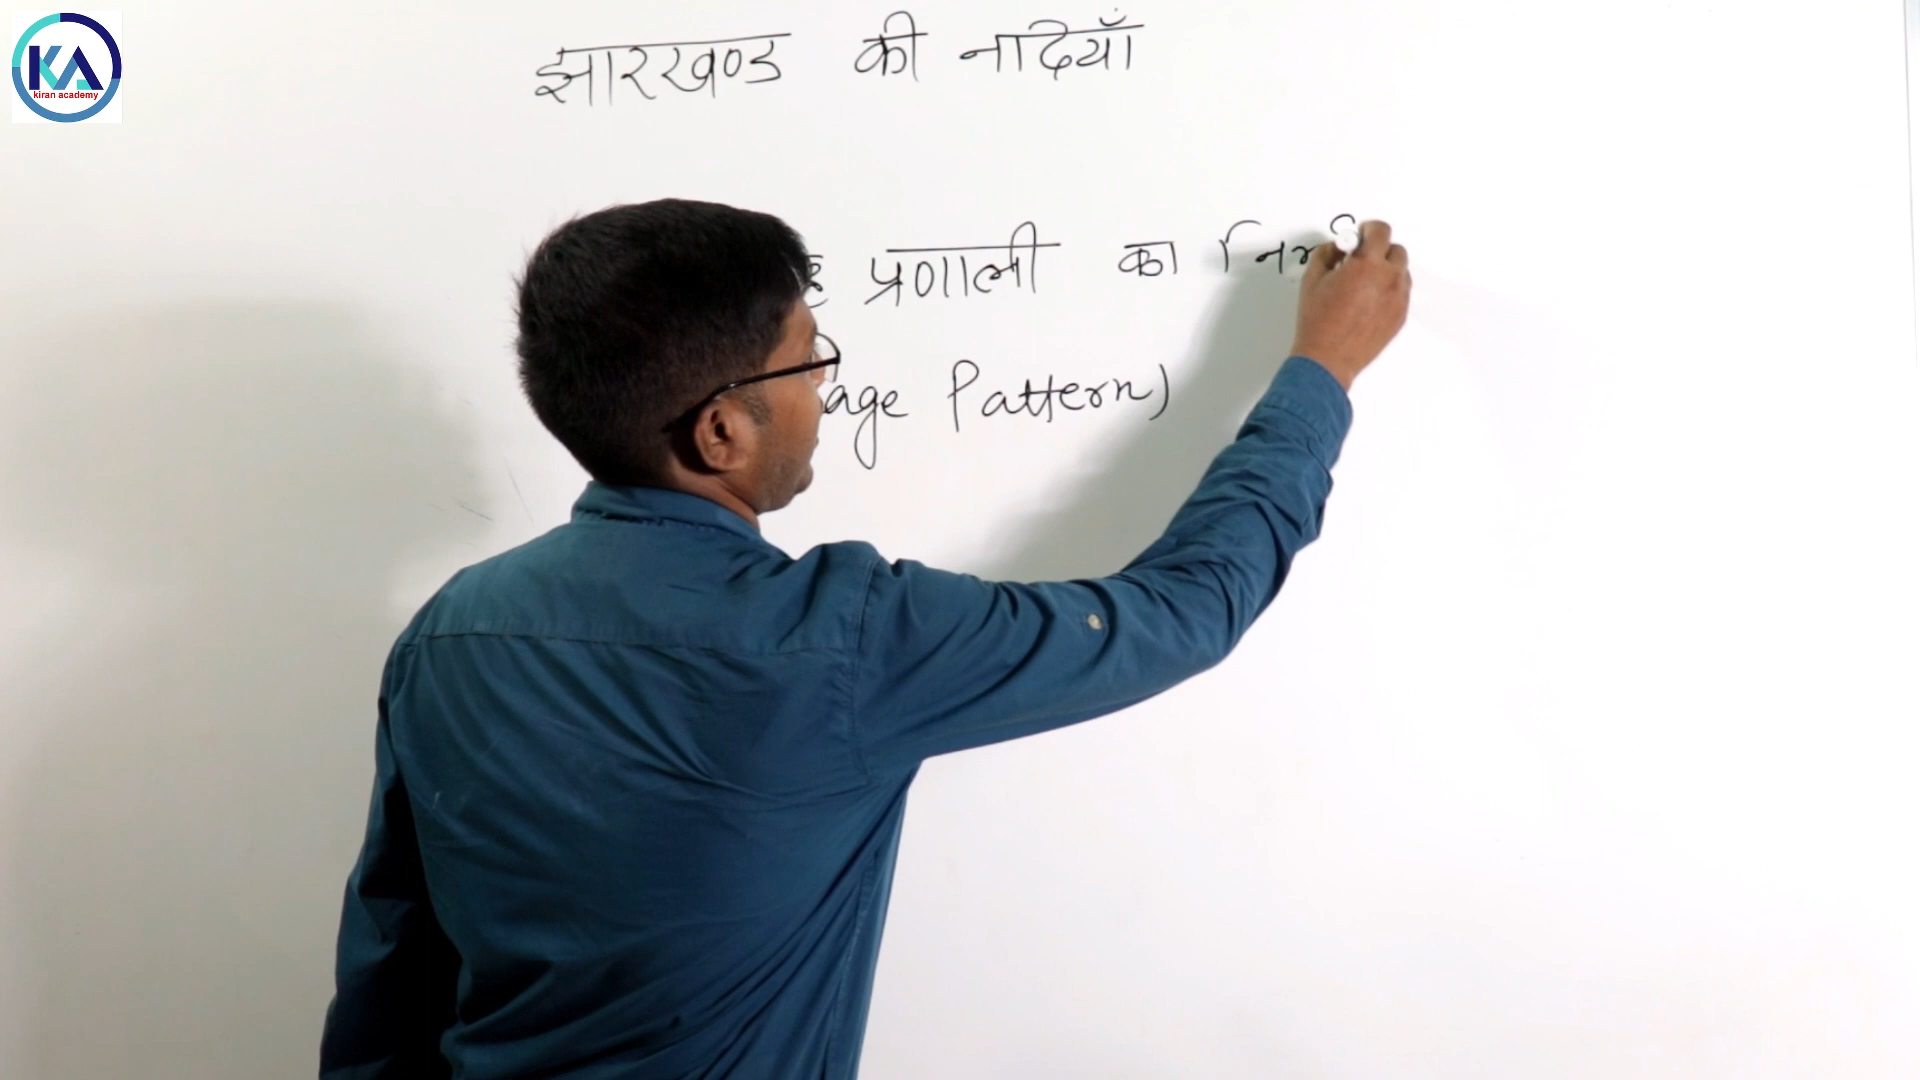 KA
kiran academy
झारखण्ड की नदियाँ
प्रणाली का
age Pattern)